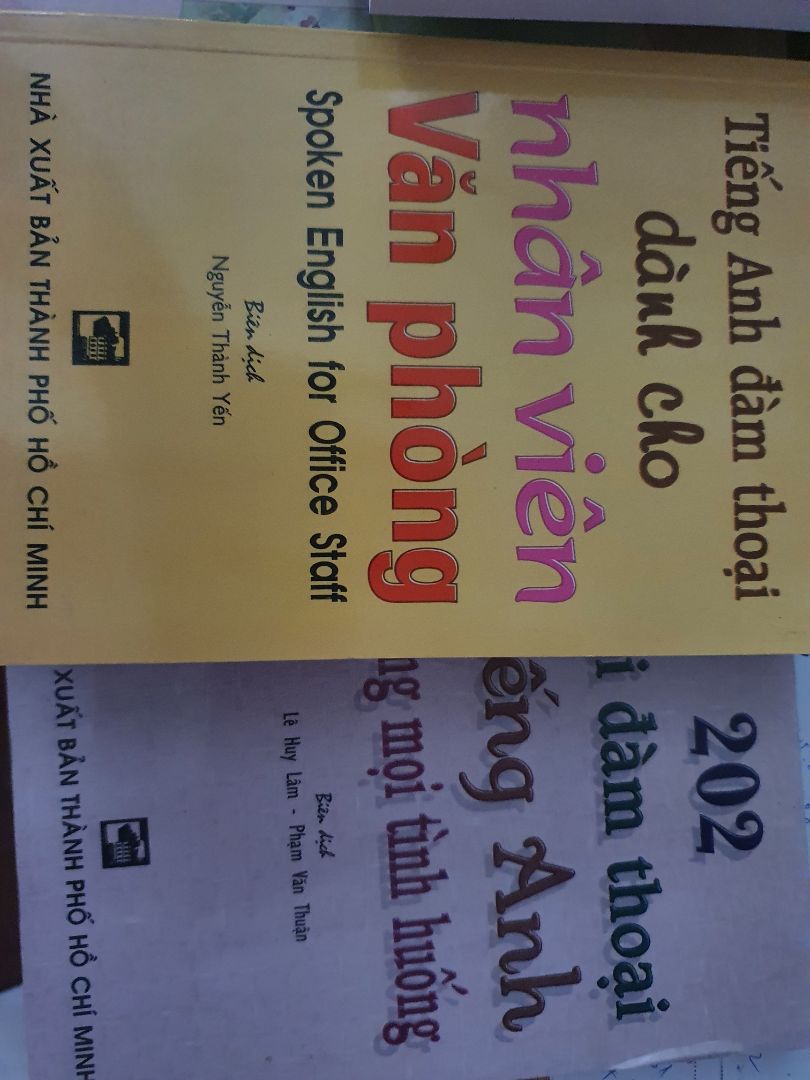 Tiếng Anh đàm thoại
dành cho
nhân viên
Văn phòng
Spoken English for Office Staff
Biên dịch
Nguyễn Thành Yến
NHÀ XUẤT BẢN THÀNH PHỐ HỒ CHÍ MINH
202
i đàm thoại
ếng Anh
ng mọi tình huống
Biên dịch
Lê Huy Lâm - Phạm Văn Thuận
XUẤT BẢN THÀNH PHỐ HỒ CHÍ MINH